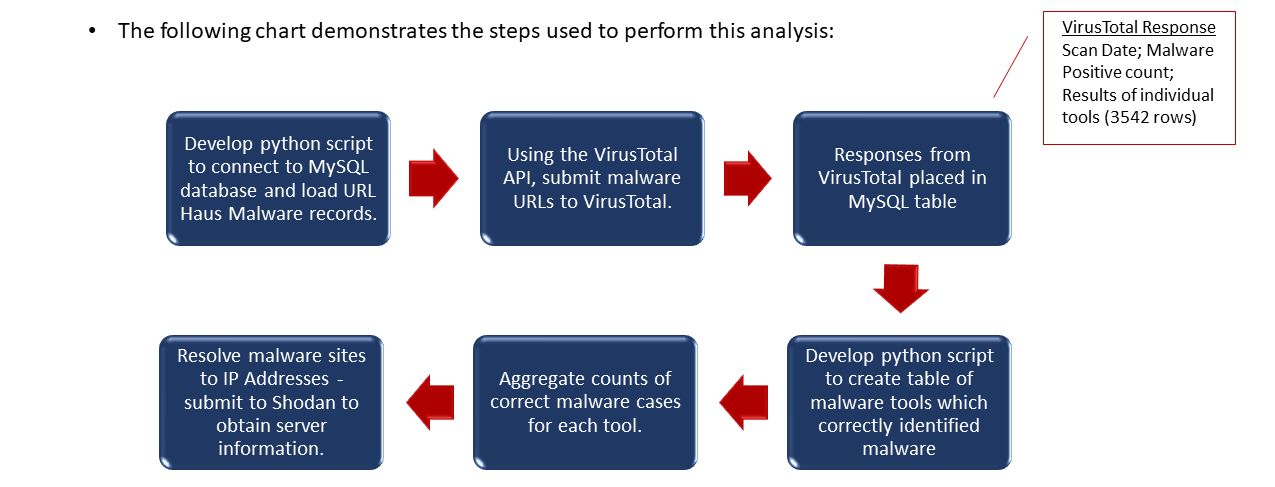 • The following chart demonstrates the steps used to perform this analysis:
VirusTotal Response
Scan Date; Malware
Positive count;
Results of individual
tools (3542 rows)
Develop python script
to connect to MySQL
database and load URL
Haus Malware records.
Using the VirusTotal
API, submit malware
URLs to VirusTotal.
Responses from
VirusTotal placed in
MySQL table
Develop python script
to create table of
malware tools which
correctly identified
malware
Aggregate counts of
correct malware cases
for each tool.
Resolve malware sites
to IP Addresses -
submit to Shodan to
obtain server
information.